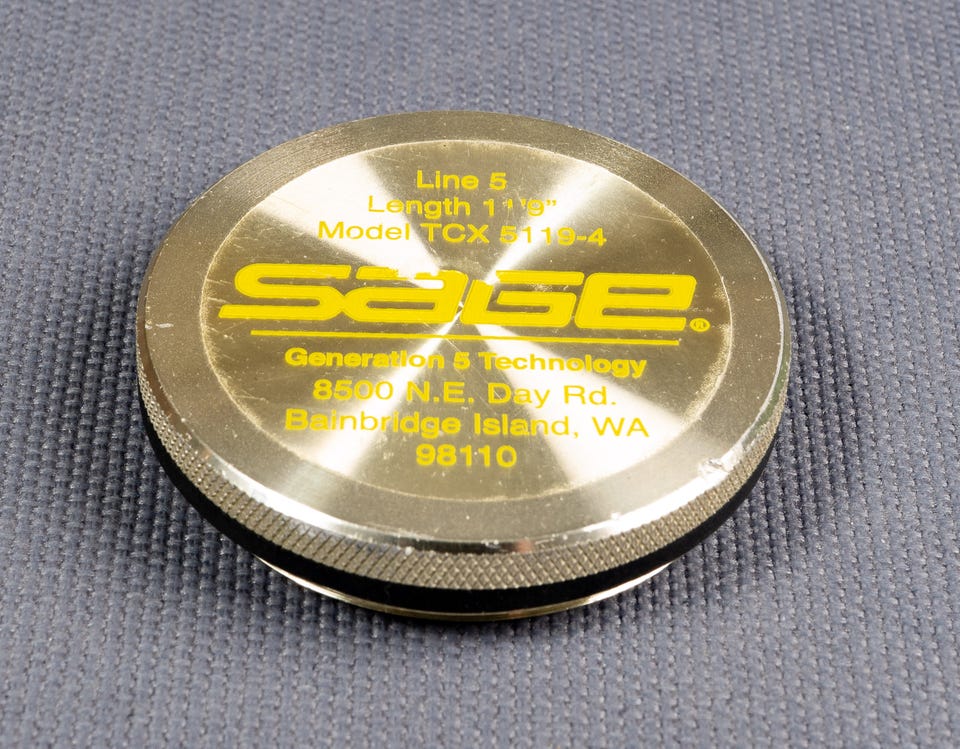 Line 5
Length 11'9”
Model TCX 5119-4
SAGE®
Generation 5 Technology
8500 N.E. Day Rd.
Bainbridge Island, WA
98110